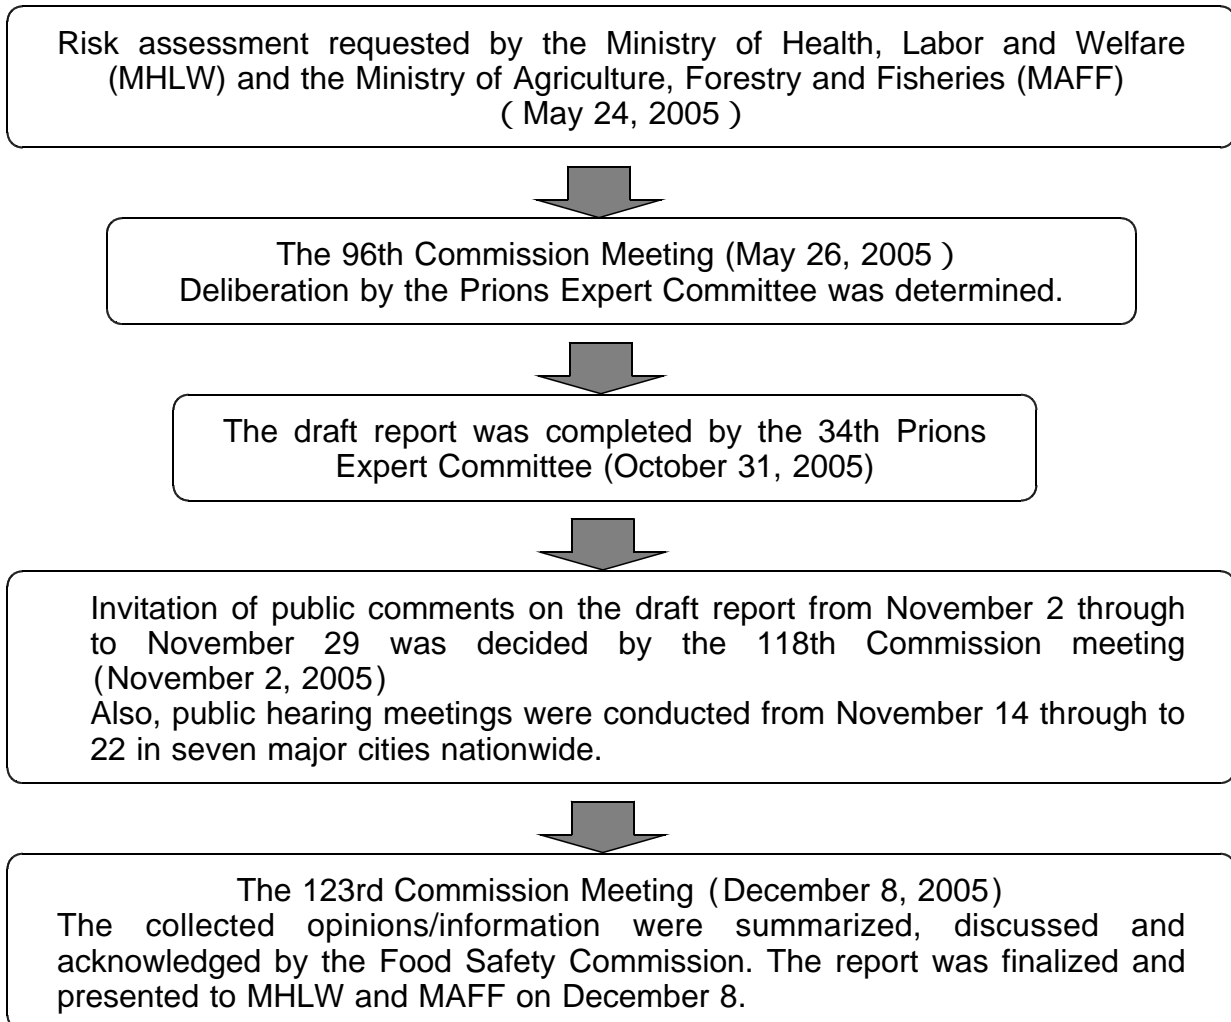 Risk assessment requested by the Ministry of Health, Labor and Welfare
(MHLW) and the Ministry of Agriculture, Forestry and Fisheries (MAFF)
( May 24, 2005 )
The 96th Commission Meeting (May 26, 2005 )
Deliberation by the Prions Expert Committee was determined.
The draft report was completed by the 34th Prions
Expert Committee (October 31, 2005)
Invitation of public comments on the draft report from November 2 through
to November 29 was decided by the 118th Commission meeting
(November 2, 2005)
Also, public hearing meetings were conducted from November 14 through to
22 in seven major cities nationwide.
The 123rd Commission Meeting (December 8, 2005)
The collected opinions/information were summarized, discussed and
acknowledged by the Food Safety Commission. The report was finalized and
presented to MHLW and MAFF on December 8.